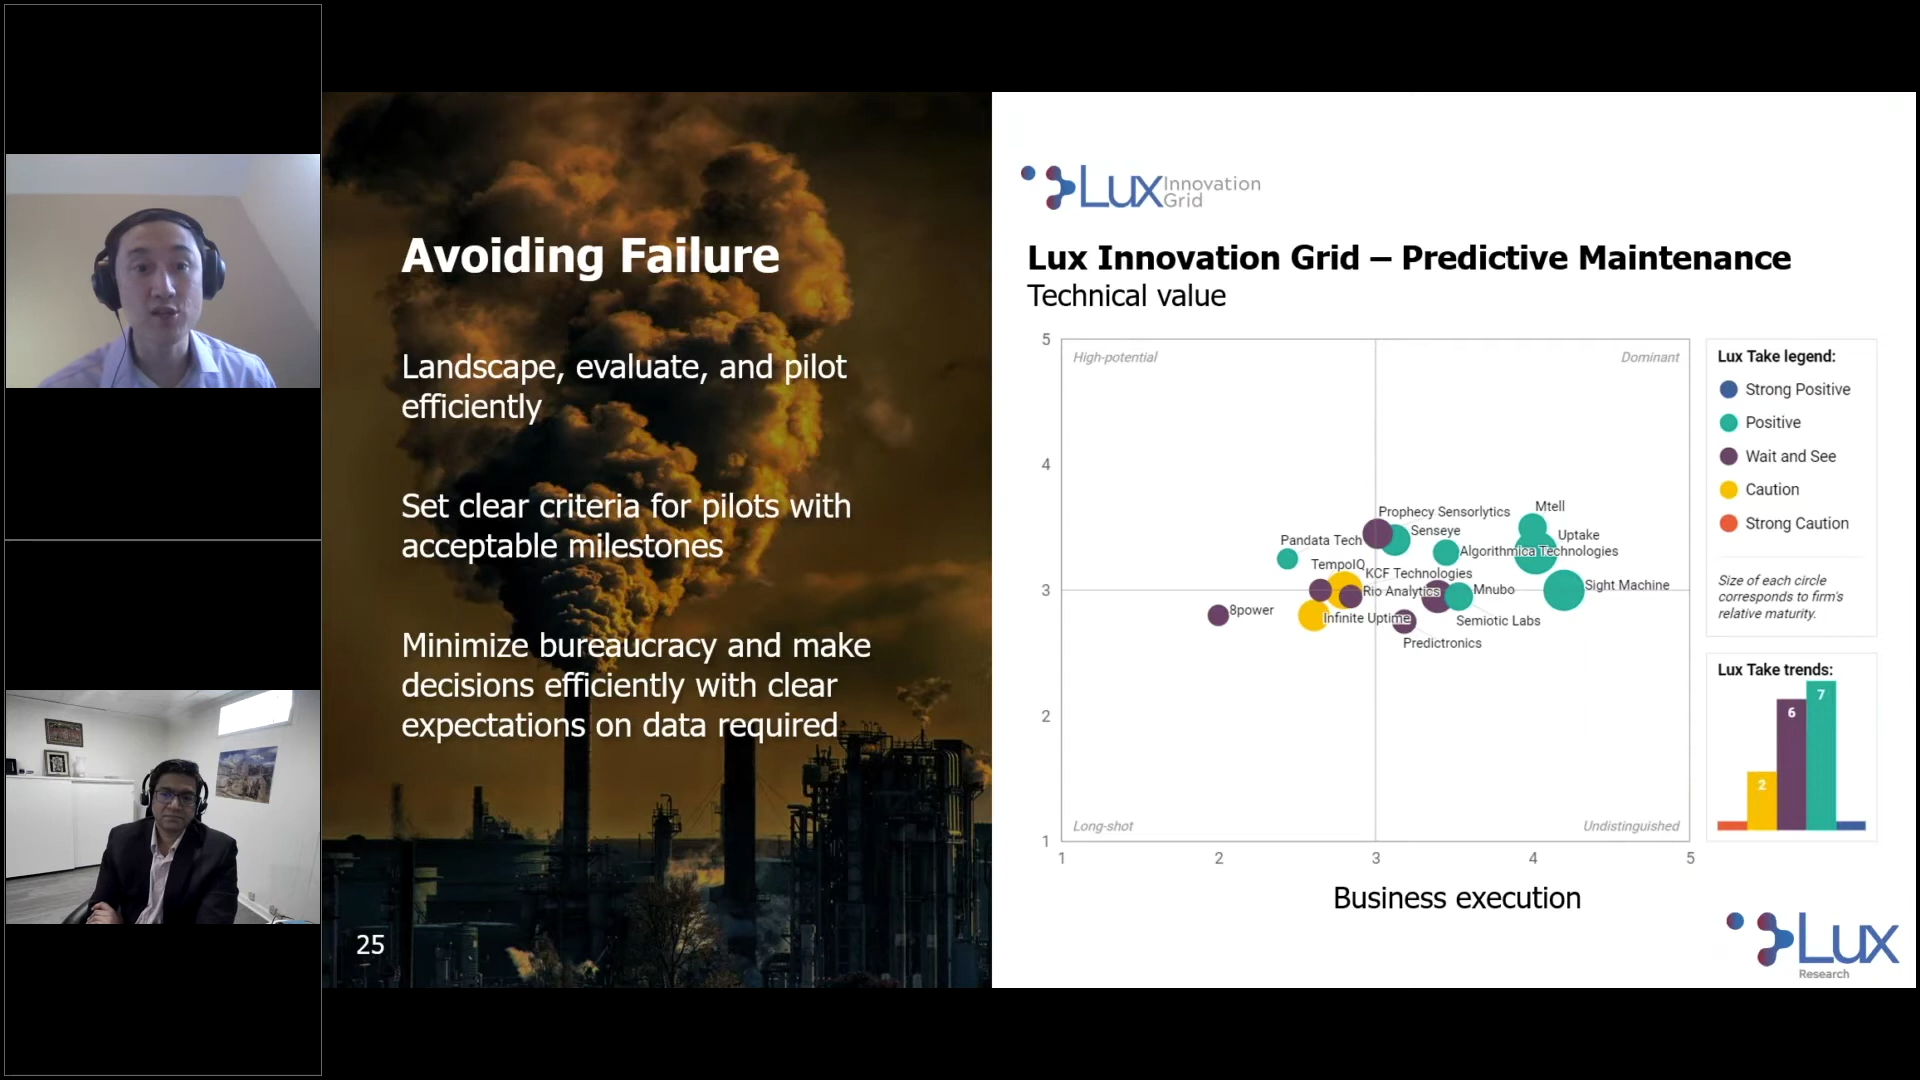 Avoiding Failure
Landscape, evaluate, and pilot
efficiently
Set clear criteria for pilots with
acceptable milestones
Minimize bureaucracy and make
decisions efficiently with clear
expectations on data required
25
Lux Innovation
Grid
Lux Innovation Grid – Predictive Maintenance
Technical value
5
4
3
2
1
High-potential
Dominant
Mtell
Prophecy Sensorlytics
Senseye
Uptake
Pandata Tech
Algorithmica Technologies
TempoIQ
KCF Technologies
Rio Analytics
Mnubo
Sight Machine
8power
Infinite Uptime
Semiotic Labs
Predictronics
Long-shot
Undistinguished
1
2
3
4
5
Business execution
Lux Take legend:
Strong Positive
Positive
Wait and See
Caution
Strong Caution
Size of each circle
corresponds to firm's
relative maturity.
Lux Take trends:
7
6
2
Lux
Research